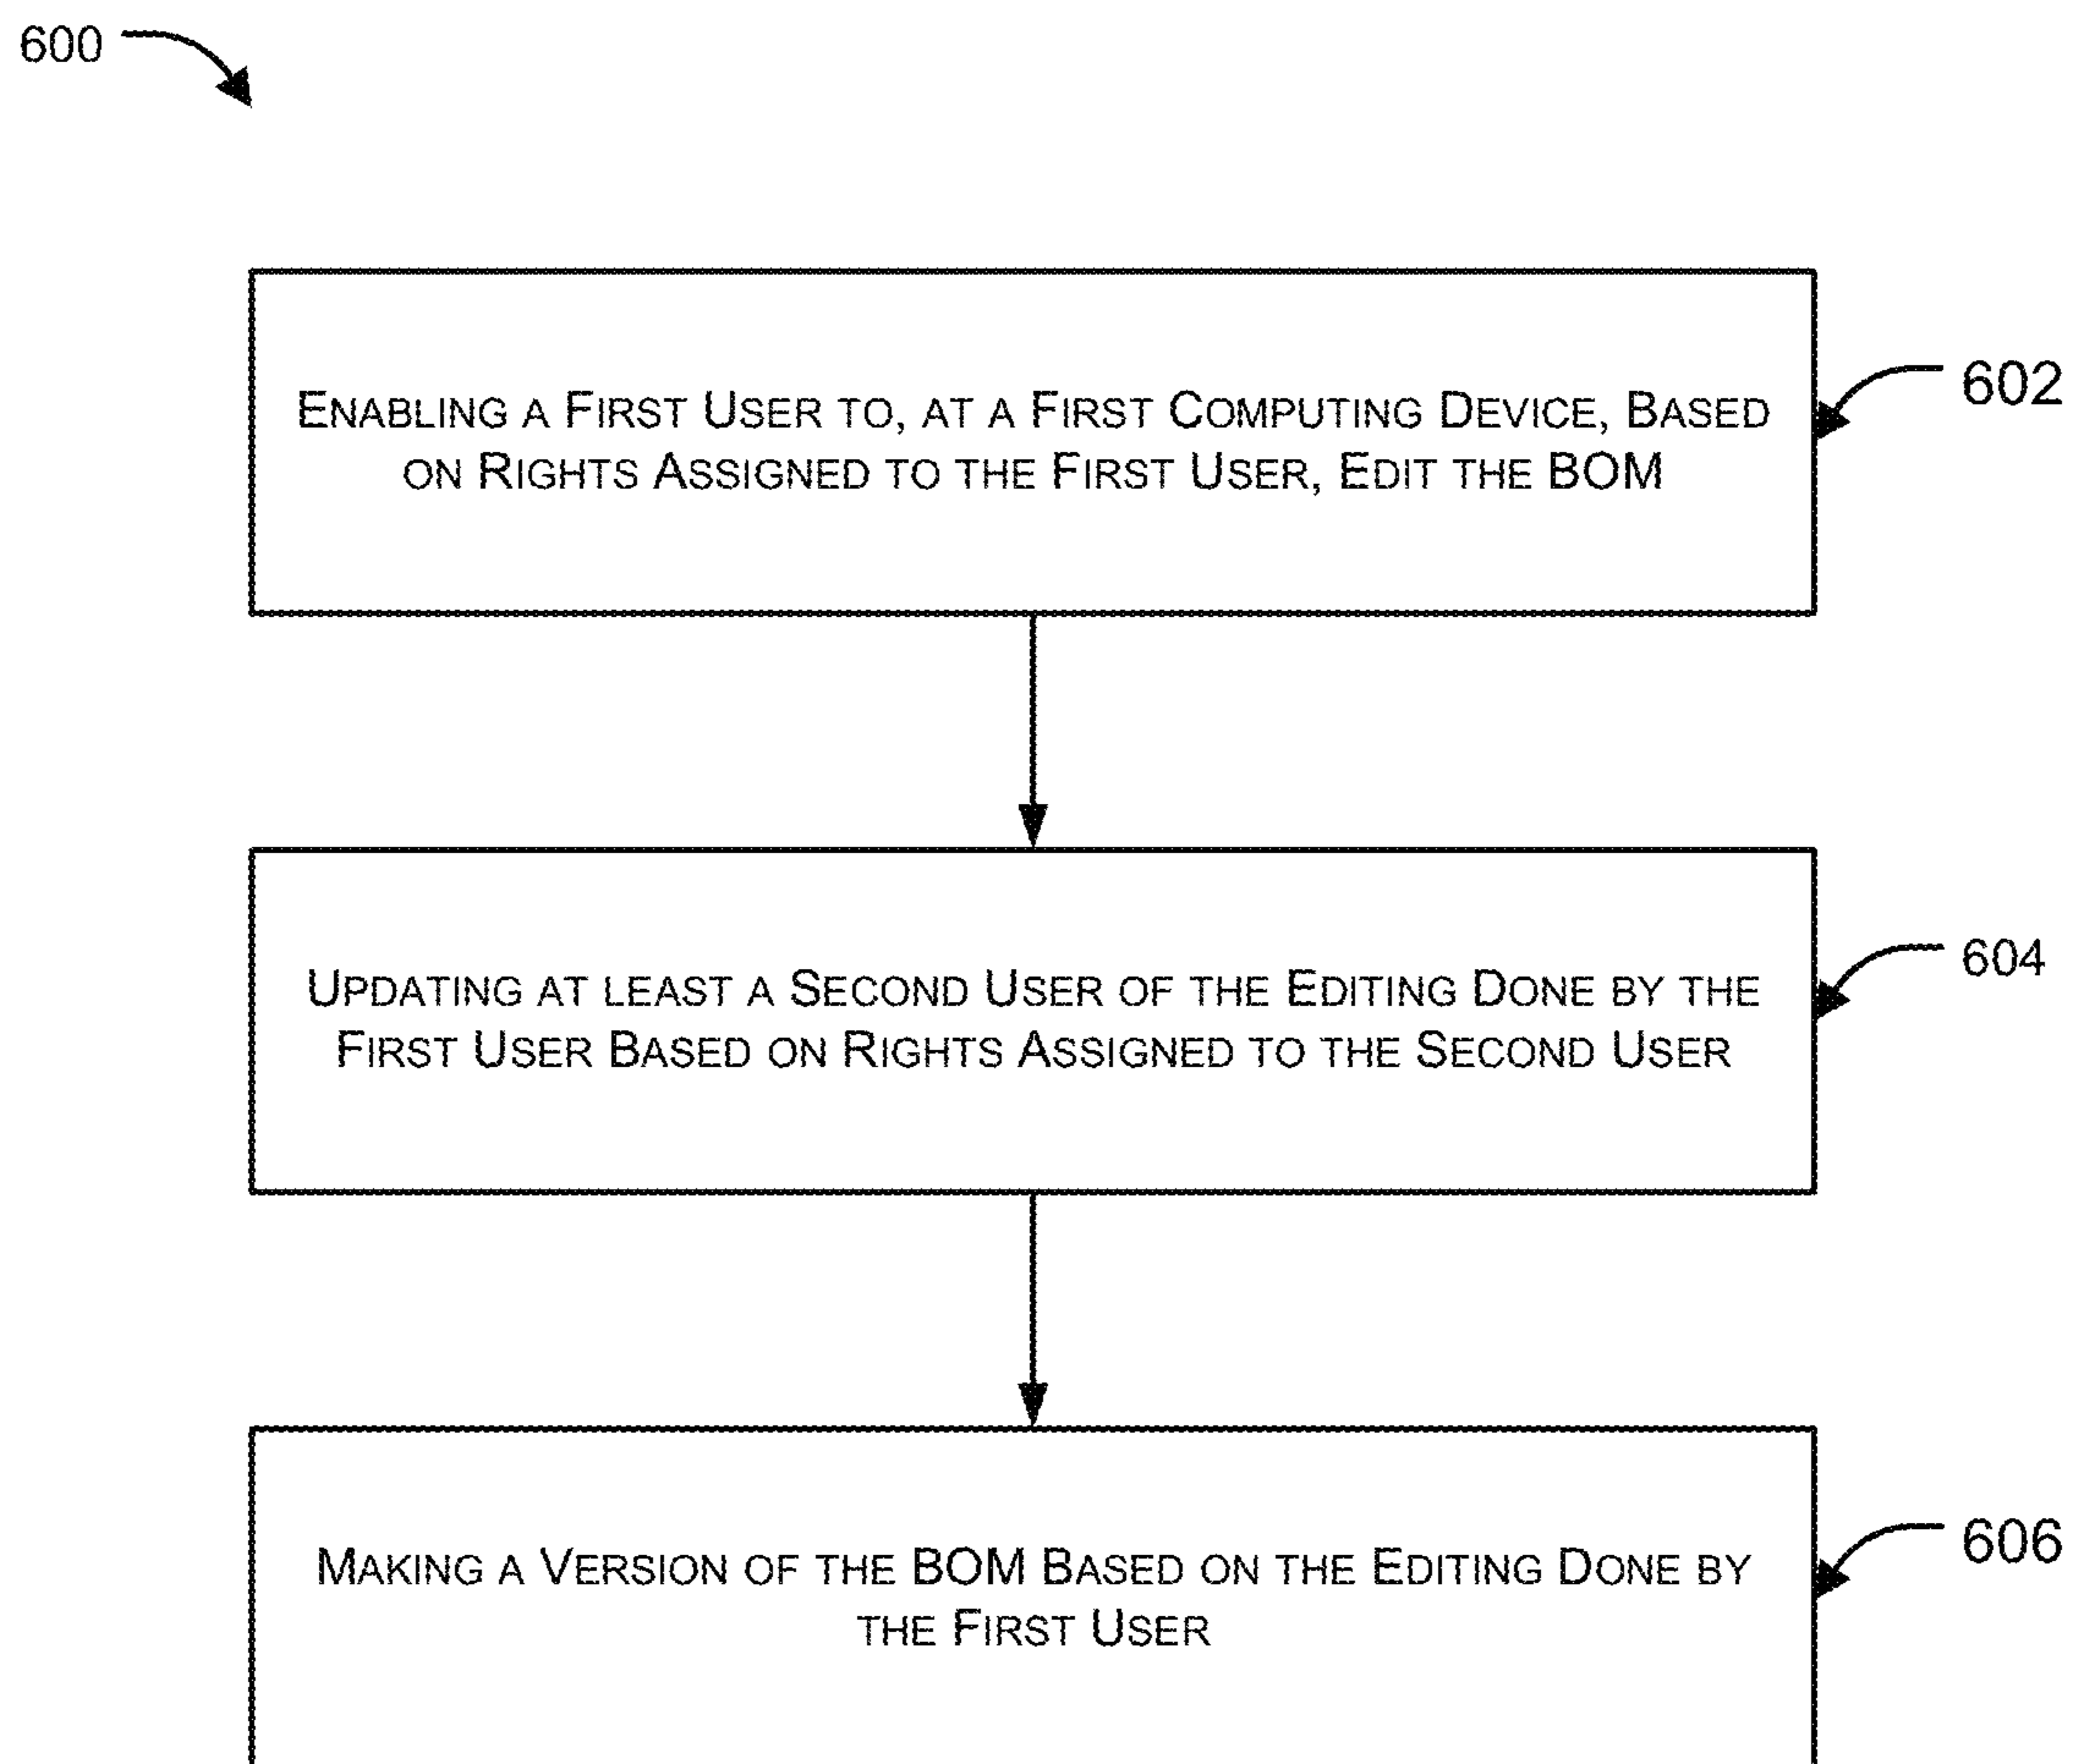 600
ENABLING A FIRST USER TO, AT A FIRST COMPUTING DEVICE, BASED
602
ON RIGHTS ASSIGNED TO THE FIRST USER, EDIT THE BOM
UPDATING AT LEAST A SECOND USER OF THE EDITING DONE BY THE
604
FIRST USER BASED ON RIGHTS ASSIGNED TO THE SECOND USER
MAKING A VERSION OF THE BOM BASED ON THE EDITING DONE BY
606
THE FIRST USER